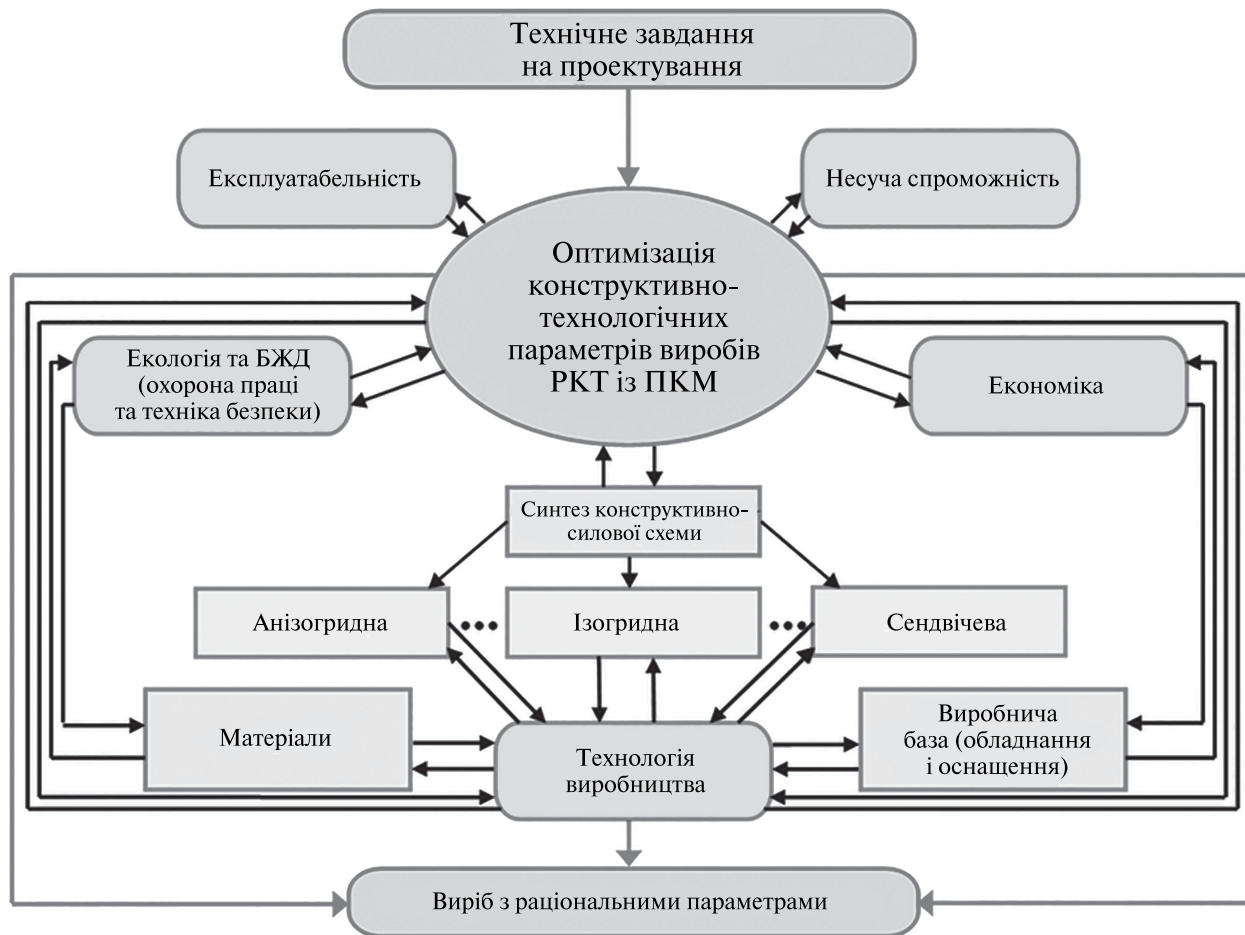 Технічне завдання
на проектування
Експлуатабельність
Несуча спроможність
Оптимізація
конструктивно-
технологічних
параметрів виробів
РКТ із ПКМ
Екологія та БЖД
(охорона праці
та техніка безпеки)
Економіка
Синтез конструктивно-
силової схеми
Анізогридна
Ізогридна
Сендвічева
Матеріали
Технологія
виробництва
Виробнича
база (обладнання
і оснащення)
Виріб з раціональними параметрами